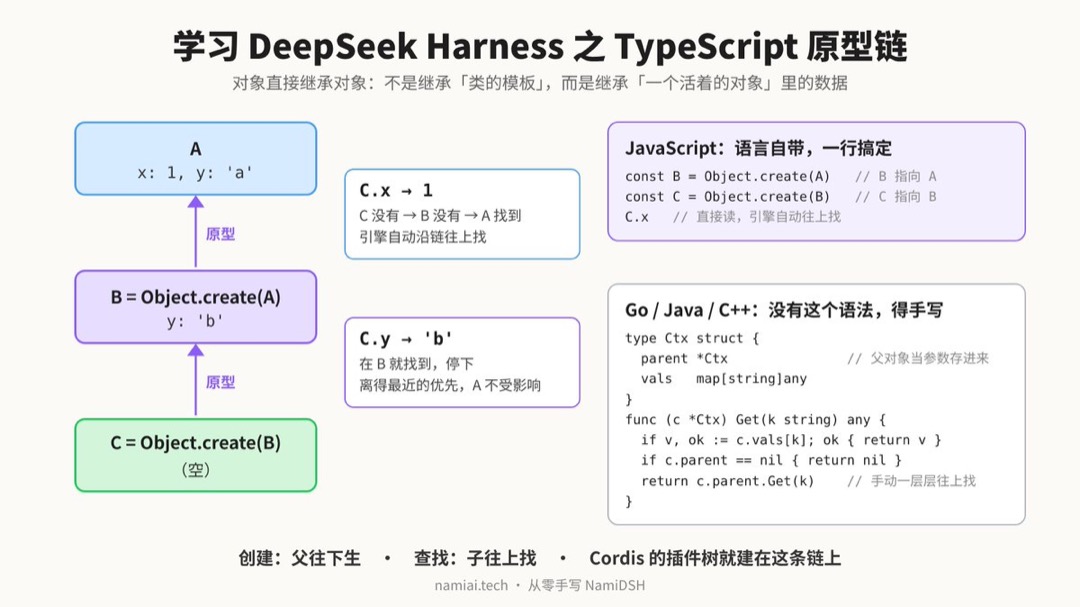 学习 DeepSeek Harness 之 TypeScript 原型链
对象直接继承对象：不是继承「类的模板」，而是继承「一个活着的对象」里的数据
A
x: 1, y: 'a'
原型
B = Object.create(A)
y: 'b'
原型
C = Object.create(B)
（空）
C.x → 1
C 没有 → B 没有 → A 找到
引擎自动沿链往上找
C.y → 'b'
在 B 就找到，停下
离得最近的优先，A 不受影响
JavaScript：语言自带，一行搞定
const B = Object.create(A)   // B 指向 A
const C = Object.create(B)   // C 指向 B
C.x   // 直接读，引擎自动往上找
Go / Java / C++：没有这个语法，得手写
type Ctx struct {
  parent *Ctx               // 父对象当参数存进来
  vals   map[string]any
}
func (c *Ctx) Get(k string) any {
  if v, ok := c.vals[k]; ok { return v }
  if c.parent == nil { return nil }
  return c.parent.Get(k)    // 手动一层层往上找
}
创建：父往下生 · 查找：子往上找 · Cordis 的插件树就建在这条链上
namiai.tech · 从零手写 NamiDSH